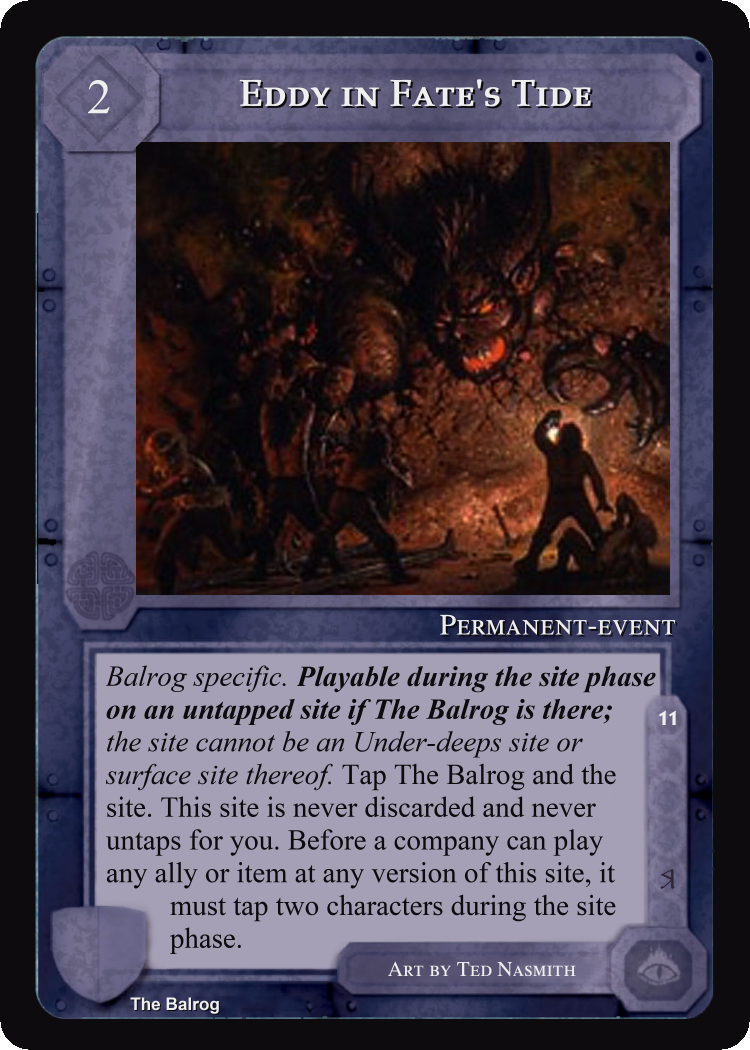 2
Eddy in Fate's Tide
Permanent-event
Balrog specific. Playable during the site phase
on an untapped site if The Balrog is there;
the site cannot be an Under-deeps site or
surface site thereof. Tap The Balrog and the
site. This site is never discarded and never
untaps for you. Before a company can play
any ally or item at any version of this site, it
must tap two characters during the site
phase.
11
Art by Ted Nasmith
The Balrog